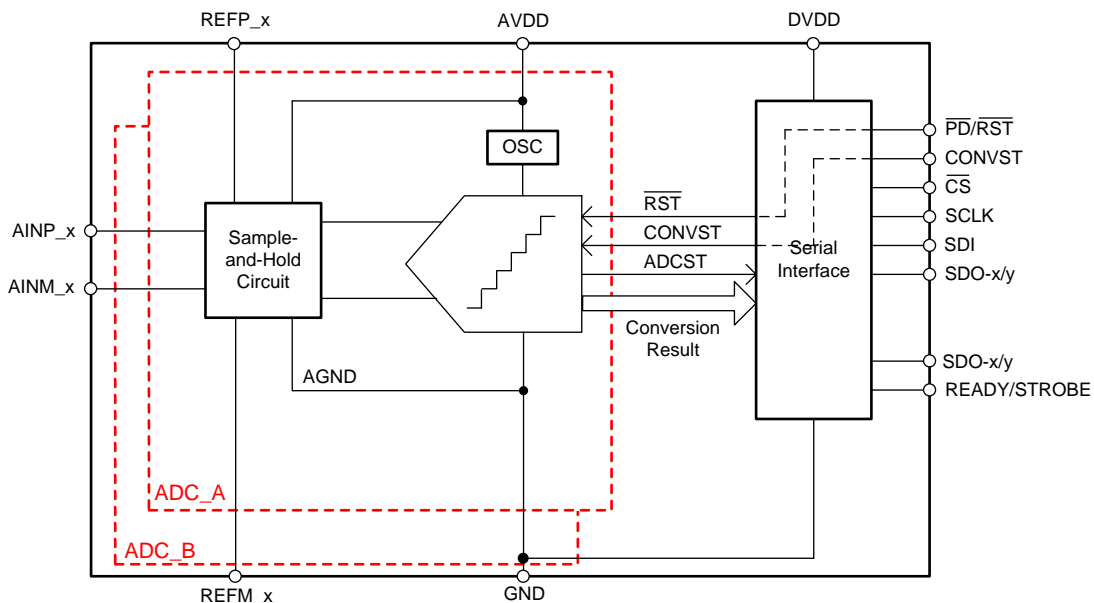 REFP_x
AVDD
DVDD
PD/RST
OSC
CONVST
CS
RST
SCLK
AINP_x
Sample-
and-Hold
Circuit
CONVST
SDI
Serial
Interface
ADCST
SDO-x/y
AINM_x
Conversion
Result
SDO-x/y
AGND
READY/STROBE
ADC_A
ADC_B
REFM_x
GND